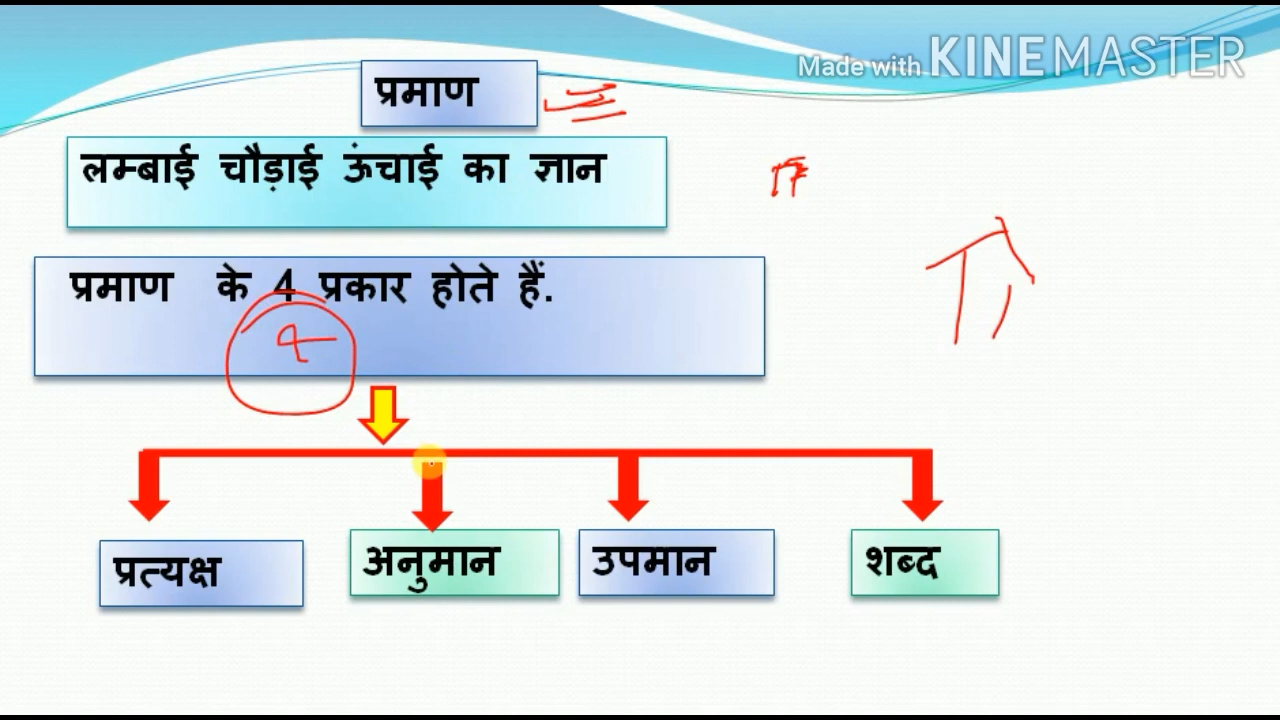 Made with KINEMASTER
प्रमाण
लम्बाई चौड़ाई ऊंचाई का ज्ञान
प्रमाण के 4 प्रकार होते हैं.
प्रत्यक्ष
अनुमान
उपमान
शब्द